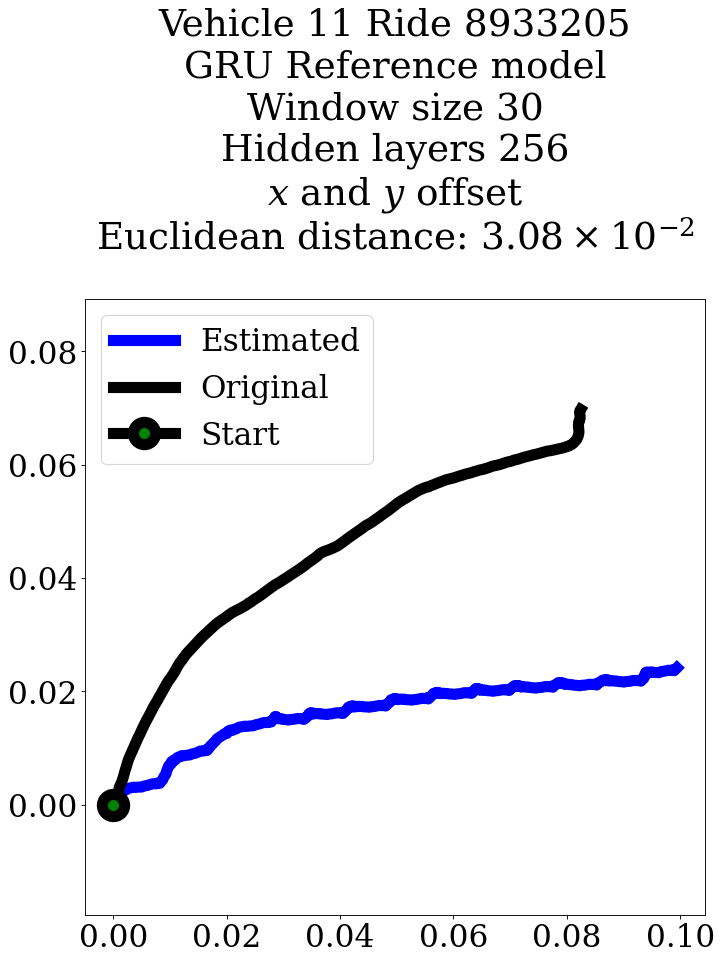 Vehicle 11 Ride 8933205
GRU Reference model
Window size 30
Hidden layers 256
x and y offset
Euclidean distance: 3.08 × 10⁻²
Estimated
Original
Start
0.08
0.06
0.04
0.02
0.00
0.00 0.02 0.04 0.06 0.08 0.10